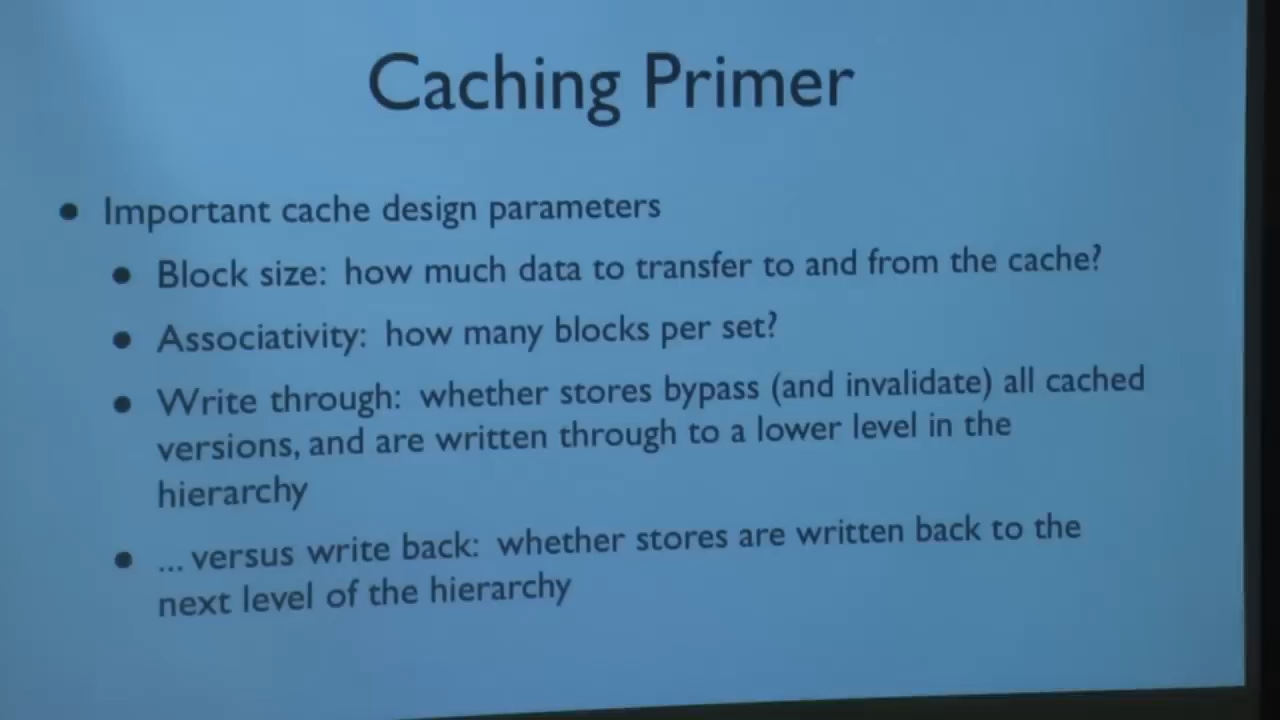 Caching Primer
• Important cache design parameters
• Block size: how much data to transfer to and from the cache?
• Associativity: how many blocks per set?
• Write through: whether stores bypass (and invalidate) all cached
versions, and are written through to a lower level in the
hierarchy
• ... versus write back: whether stores are written back to the
next level of the hierarchy